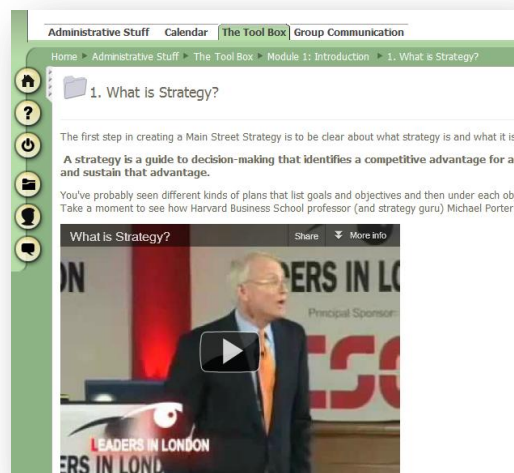 Administrative Stuff Calendar The Tool Box Group Communication
Home Administrative Stuff The Tool Box Module 1: Introduction 1. What is Strategy?
1. What is Strategy?
The first step in creating a Main Street Strategy is to be clear about what strategy is and what it is
A strategy is a guide to decision-making that identifies a competitive advantage for a
and sustain that advantage.
You've probably seen different kinds of plans that list goals and objectives and then under each ob
Take a moment to see how Harvard Business School professor (and strategy guru) Michael Porter
What is Strategy? Share More info
ON
DERS IN LO
Principal Sponsor:
LEADERS IN LONDON
ERS IN LOND